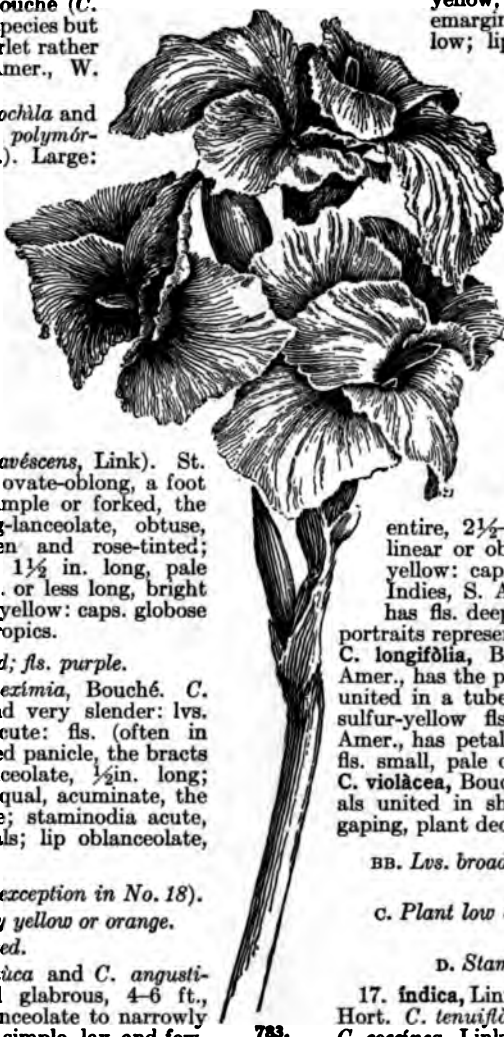 ouché (C.
pecies but
rlet rather
mer., W.
ochila and
polymór-
.). Large:
avéscens, Link). St.
ovate-oblong, a foot
mple or forked, the
g-lanceolate, obtuse,
en and rose-tinted;
1½ in. long, pale
. or less long, bright
yellow: caps. globose
ropics.
d; fls. purple.
exímia, Bouché. C.
nd very slender: lvs.
cute: fls. (often in
ed panicle, the bracts
ceolate, ½in. long;
qual, acuminate, the
e; staminodia acute,
als; lip oblanceolate,
exception in No. 18).
y yellow or orange.
ed.
ùca and C. angusti-
l glabrous, 4–6 ft.,
nceolate to narrowly
simple, lax and few-
yellow,
emargin
low; lip
entire, 2½-
linear or ob
yellow: cap
Indies, S. A
has fls. deep
portraits represen
C. longifòlia, B
Amer., has the p
united in a tube
sulfur-yellow fls
Amer., has petal
fls. small, pale o
C. violàcea, Bouc
als united in sh
gaping, plant dec
BB. Lvs. broad
C. Plant low
D. Stam
17. índica, Lin
Hort. C. tenuiflò
C. coccínea, Link
783.